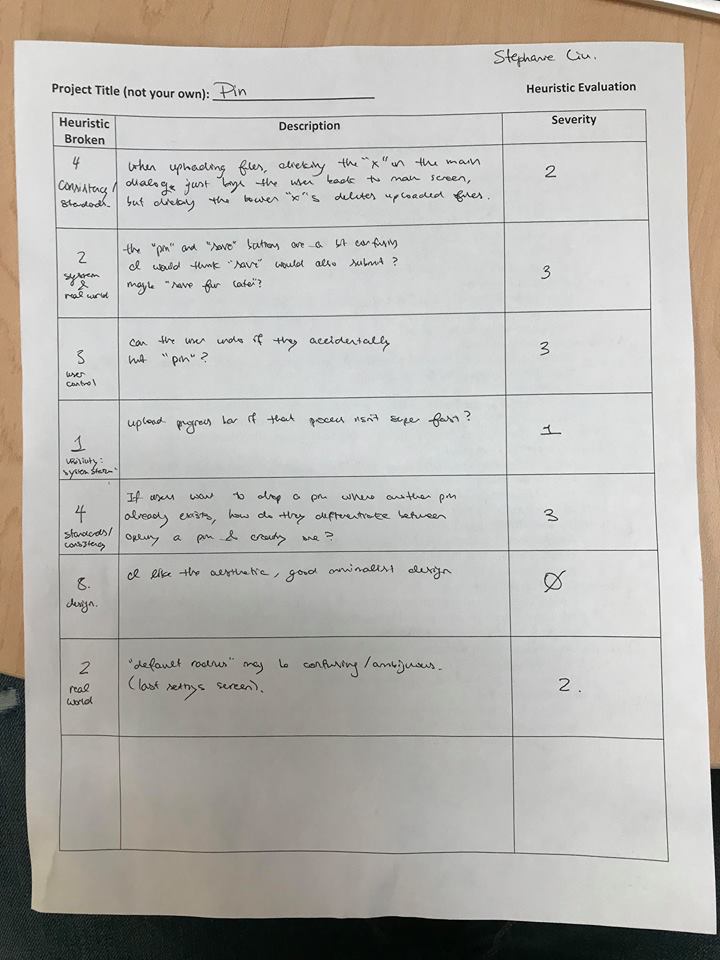 Stephanie Liu.
Project Title (not your own): Pin
Heuristic Evaluation
Heuristic Broken
Description
Severity
4
Consistency /
Standards.
When uploading files, clicking the "x" in the main
dialog, just brings the user back to main screen,
but clicking the lower "x"s deletes uploaded files.
2
2
system
&
real world
the "pin" and "save" buttons are a bit confusing
I would think "save" would also submit?
maybe "save for later"?
3
3
user
control
can the user undo if they accidentally
hit "pin"?
3
1
visibility:
system status
upload progress bar if that process isn't super fast?
1
4
standards/
consistency
If users want to drop a pin where another pin
already exists, how do they differentiate between
opening a pin & creating one?
3
8.
design.
I like the aesthetic, good minimalist design
0
2
real
world
"default radius" may be confusing/ambiguous.
(last settings screen).
2.